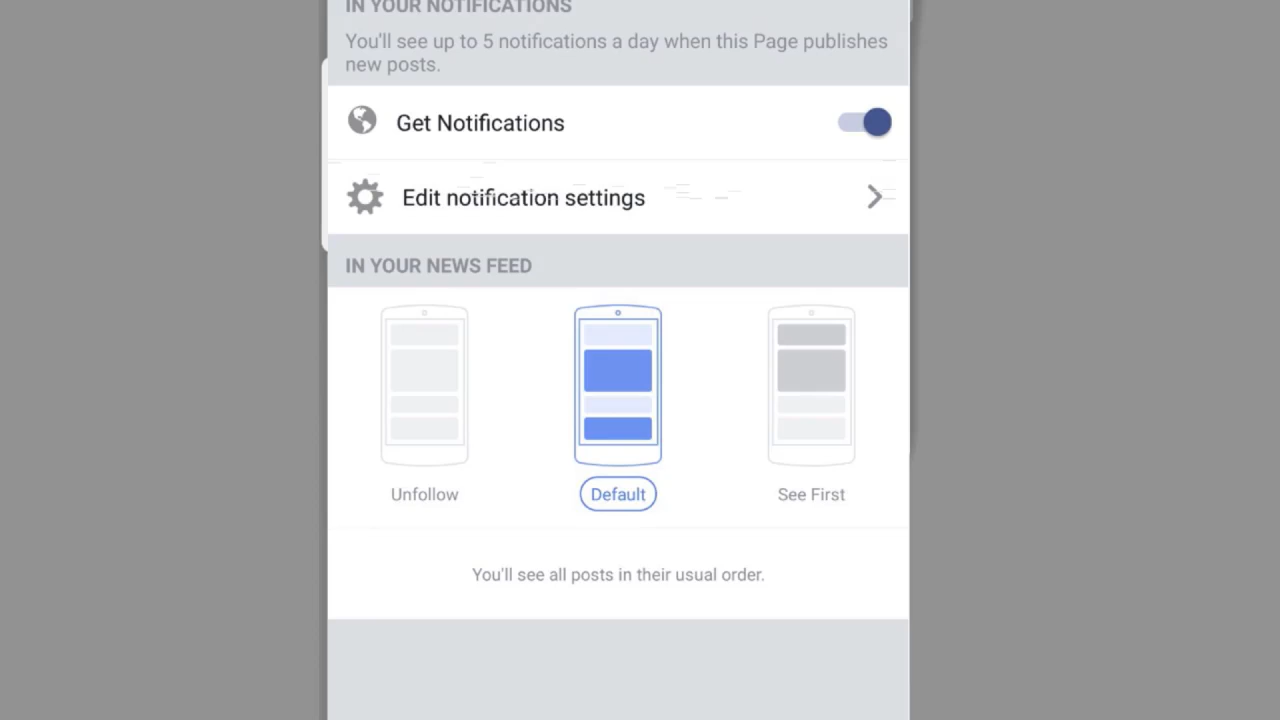 IN YOUR NOTIFICATIONS
You'll see up to 5 notifications a day when this Page publishes
new posts.
Get Notifications
Edit notification settings
IN YOUR NEWS FEED
Unfollow
Default
See First
You'll see all posts in their usual order.